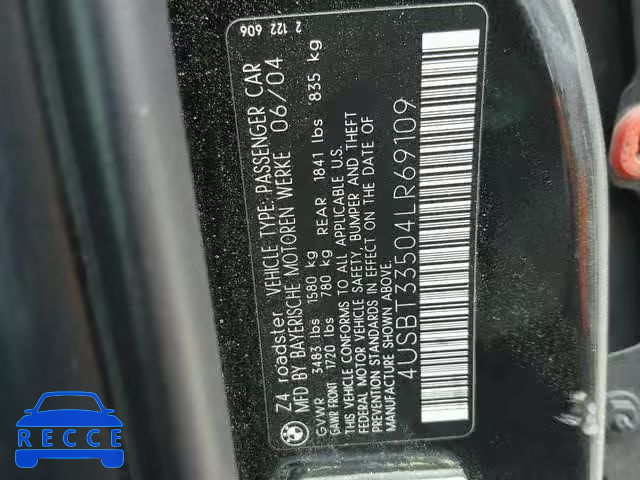 2 122 606
Z4 roadster VEHICLE TYPE: PASSENGER CAR
MFD BY BAYERISCHE MOTOREN WERKE 06/04
GVWR 3483 lbs 1580 kg
GAWR FRONT 1720 lbs 780 kg REAR 1841 lbs 835 kg
THIS VEHICLE CONFORMS TO ALL APPLICABLE U.S.
FEDERAL MOTOR VEHICLE SAFETY, BUMPER AND THEFT
PREVENTION STANDARDS IN EFFECT ON THE DATE OF
MANUFACTURE SHOWN ABOVE.
4USBT33504LR69109
RECCE